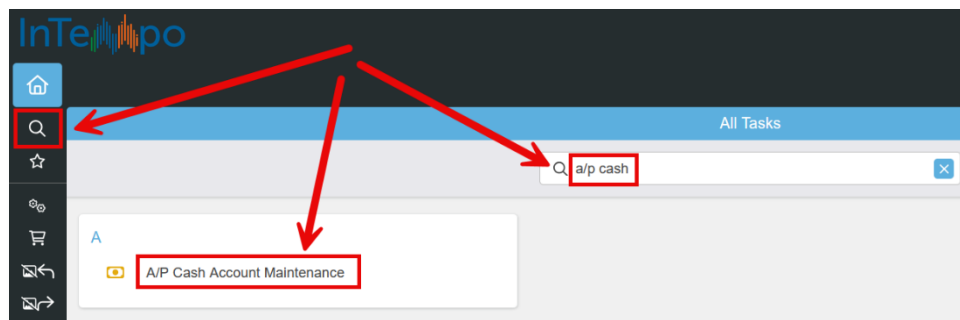 InTempo
All Tasks
a/p cash
A
A/P Cash Account Maintenance